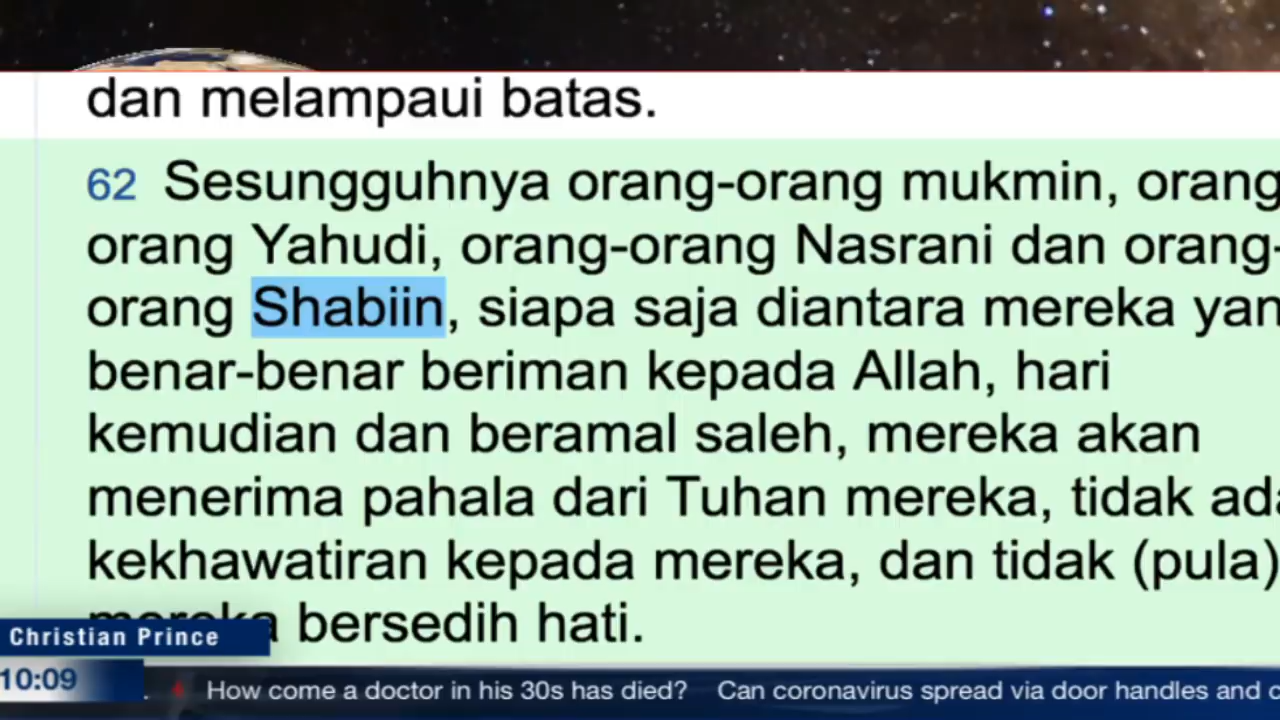 dan melampaui batas.
62 Sesungguhnya orang-orang mukmin, orang
orang Yahudi, orang-orang Nasrani dan orang-
orang Shabiin, siapa saja diantara mereka yan
benar-benar beriman kepada Allah, hari
kemudian dan beramal saleh, mereka akan
menerima pahala dari Tuhan mereka, tidak ada
kekhawatiran kepada mereka, dan tidak (pula)
mereka bersedih hati.
Christian Prince
10:09
. How come a doctor in his 30s has died? Can coronavirus spread via door handles and c